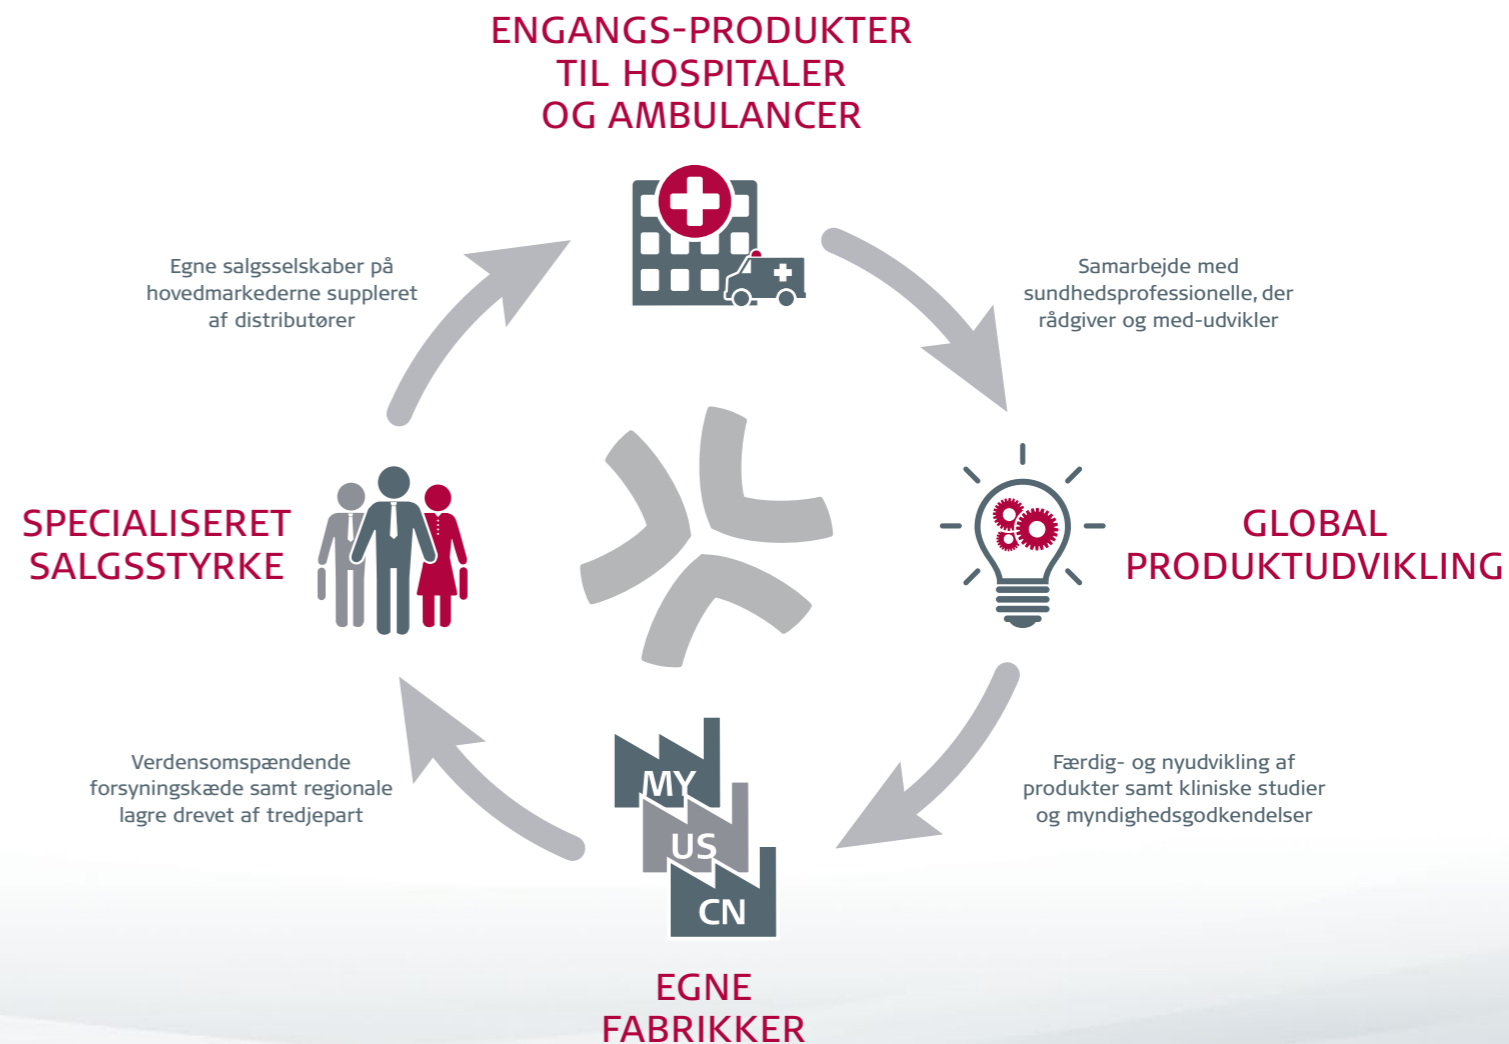 ENGANGS-PRODUKTER
TIL HOSPITALER
OG AMBULANCER
Egne salgsselskaber på
hovedmarkederne suppleret
af distributører
Samarbejde med
sundhedsprofessionelle, der
rådgiver og med-udvikler
SPECIALISERET
SALGSSTYRKE
GLOBAL
PRODUKTUDVIKLING
Verdensomspændende
forsyningskæde samt regionale
lagre drevet af tredjepart
MY
US
CN
Færdig- og nyudvikling af
produkter samt kliniske studier
og myndighedsgodkendelser
EGNE
FABRIKKER